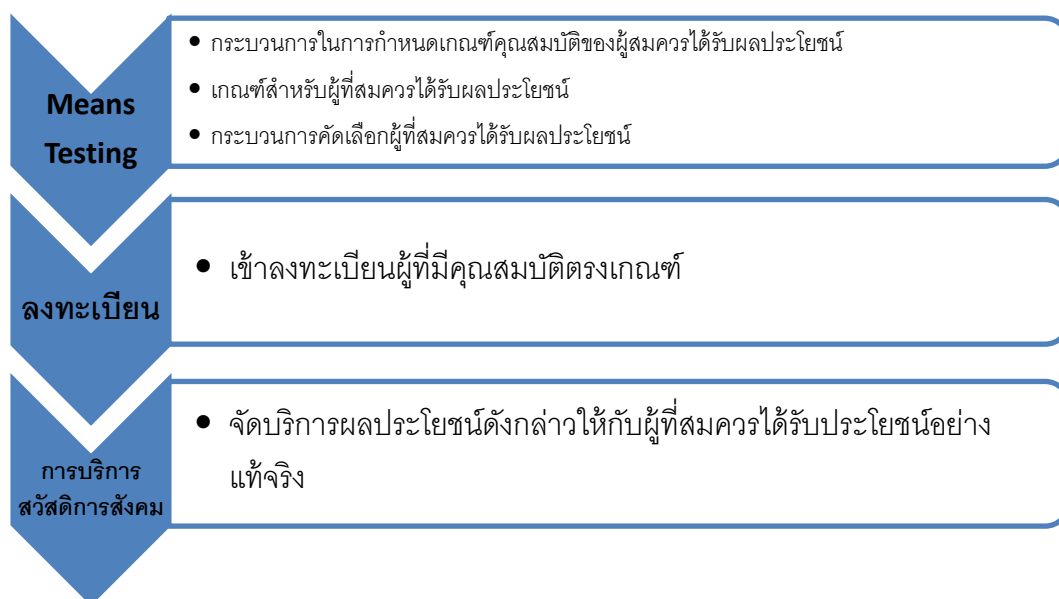 Means
Testing
• กระบวนการในการกำหนดเกณฑ์คุณสมบัติของผู้สมควรได้รับผลประโยชน์
• เกณฑ์สำหรับผู้ที่สมควรได้รับผลประโยชน์
• กระบวนการคัดเลือกผู้ที่สมควรได้รับผลประโยชน์
ลงทะเบียน
• เข้าลงทะเบียนผู้ที่มีคุณสมบัติตรงเกณฑ์
การบริการ
สวัสดิการสังคม
• จัดบริการผลประโยชน์ดังกล่าวให้กับผู้ที่สมควรได้รับประโยชน์อย่าง
แท้จริง